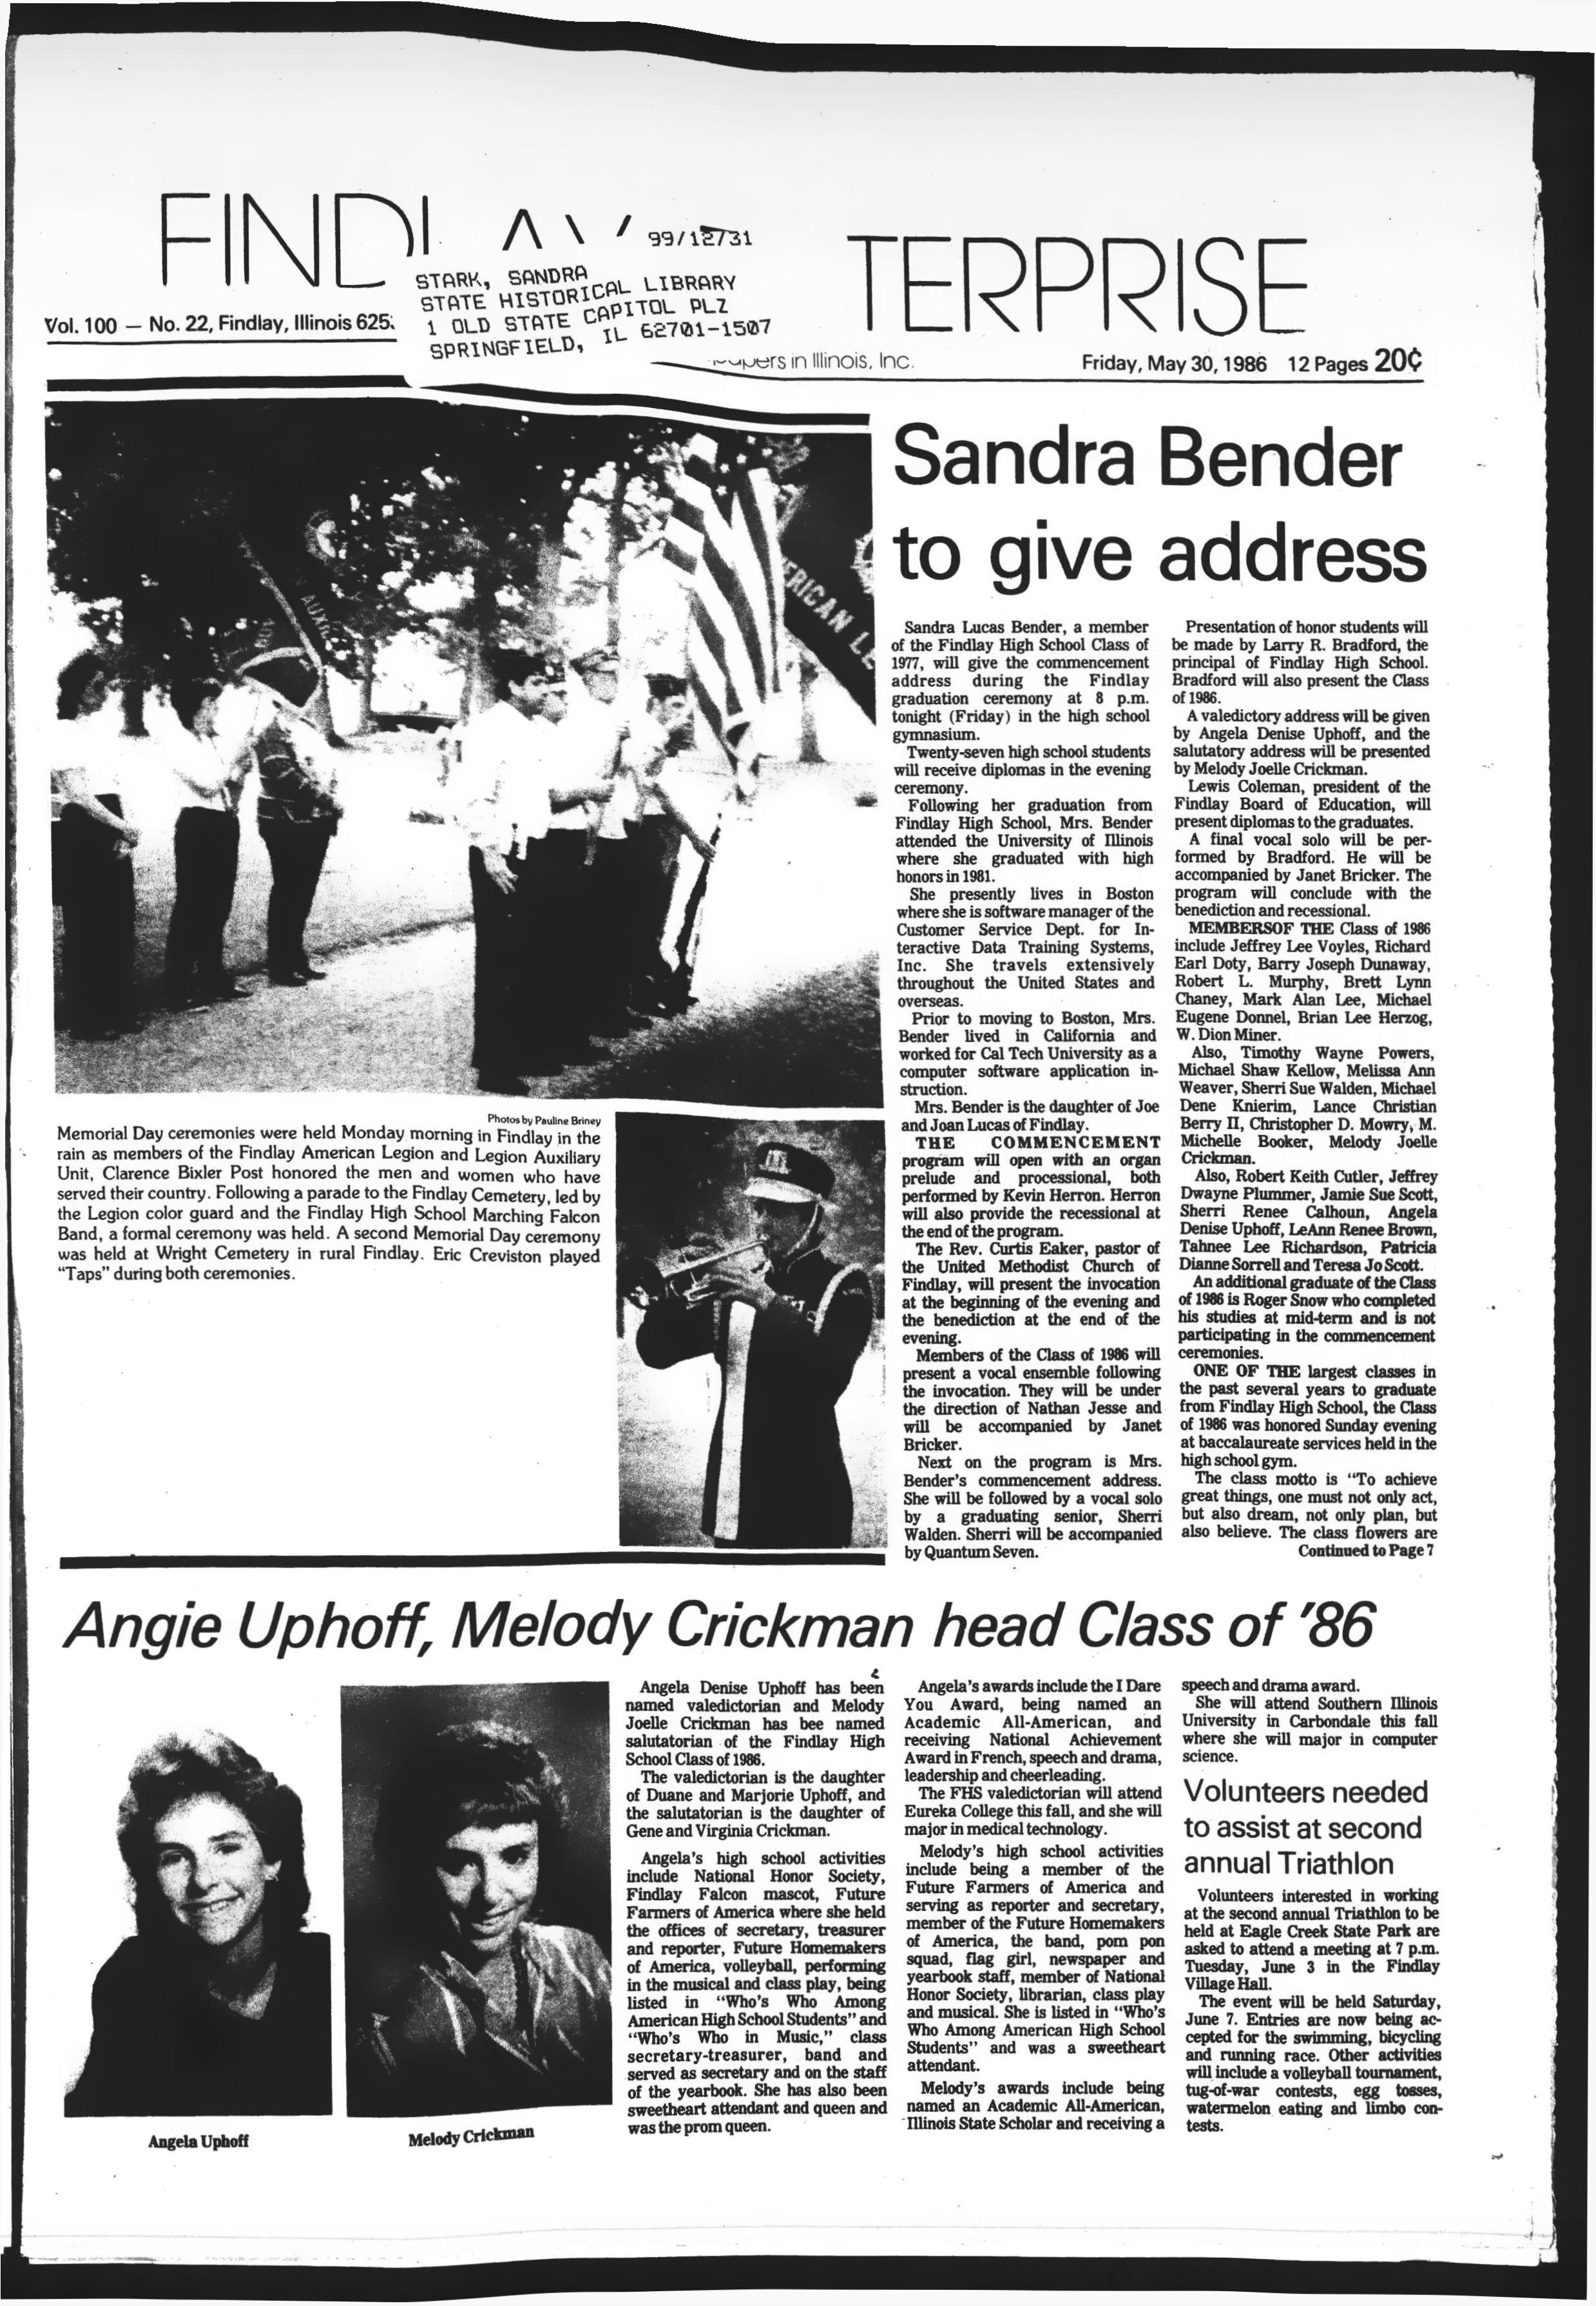 FINDLAY
TERPRISE
99/12/31
STARK, SANDRA
STATE HISTORICAL LIBRARY
1 OLD STATE CAPITOL PLZ
SPRINGFIELD, IL 62701-1507
Vol. 100 — No. 22, Findlay, Illinois 625
in Illinois, Inc.
Friday, May 30, 1986 12 Pages 20¢
AUX
ERICAN LE
Photos by Pauline Briney
Memorial Day ceremonies were held Monday morning in Findlay in the
rain as members of the Findlay American Legion and Legion Auxiliary
Unit, Clarence Bixler Post honored the men and women who have
served their country. Following a parade to the Findlay Cemetery, led by
the Legion color guard and the Findlay High School Marching Falcon
Band, a formal ceremony was held. A second Memorial Day ceremony
was held at Wright Cemetery in rural Findlay. Eric Creviston played
“Taps” during both ceremonies.
Sandra Bender
to give address
Sandra Lucas Bender, a member
of the Findlay High School Class of
1977, will give the commencement
address during the Findlay
graduation ceremony at 8 p.m.
tonight (Friday) in the high school
gymnasium.
Twenty-seven high school students
will receive diplomas in the evening
ceremony.
Following her graduation from
Findlay High School, Mrs. Bender
attended the University of Illinois
where she graduated with high
honors in 1981.
She presently lives in Boston
where she is software manager of the
Customer Service Dept. for In-
teractive Data Training Systems,
Inc. She travels extensively
throughout the United States and
overseas.
Prior to moving to Boston, Mrs.
Bender lived in California and
worked for Cal Tech University as a
computer software application in-
struction.
Mrs. Bender is the daughter of Joe
and Joan Lucas of Findlay.
THE COMMENCEMENT
program will open with an organ
prelude and processional, both
performed by Kevin Herron. Herron
will also provide the recessional at
the end of the program.
The Rev. Curtis Eaker, pastor of
the United Methodist Church of
Findlay, will present the invocation
at the beginning of the evening and
the benediction at the end of the
evening.
Members of the Class of 1986 will
present a vocal ensemble following
the invocation. They will be under
the direction of Nathan Jesse and
will be accompanied by Janet
Bricker.
Next on the program is Mrs.
Bender's commencement address.
She will be followed by a vocal solo
by a graduating senior, Sherri
Walden. Sherri will be accompanied
by Quantum Seven.
Presentation of honor students will
be made by Larry R. Bradford, the
principal of Findlay High School.
Bradford will also present the Class
of 1986.
A valedictory address will be given
by Angela Denise Uphoff, and the
salutatory address will be presented
by Melody Joelle Crickman.
Lewis Coleman, president of the
Findlay Board of Education, will
present diplomas to the graduates.
A final vocal solo will be per-
formed by Bradford. He will be
accompanied by Janet Bricker. The
program will conclude with the
benediction and recessional.
MEMBERSOF THE Class of 1986
include Jeffrey Lee Voyles, Richard
Earl Doty, Barry Joseph Dunaway,
Robert L. Murphy, Brett Lynn
Chaney, Mark Alan Lee, Michael
Eugene Donnel, Brian Lee Herzog,
W. Dion Miner.
Also, Timothy Wayne Powers,
Michael Shaw Kellow, Melissa Ann
Weaver, Sherri Sue Walden, Michael
Dene Knierim, Lance Christian
Berry II, Christopher D. Mowry, M.
Michelle Booker, Melody Joelle
Crickman.
Also, Robert Keith Cutler, Jeffrey
Dwayne Plummer, Jamie Sue Scott,
Sherri Renee Calhoun, Angela
Denise Uphoff, LeAnn Renee Brown,
Tahnee Lee Richardson, Patricia
Dianne Sorrell and Teresa Jo Scott.
An additional graduate of the Class
of 1986 is Roger Snow who completed
his studies at mid-term and is not
participating in the commencement
ceremonies.
ONE OF THE largest classes in
the past several years to graduate
from Findlay High School, the Class
of 1986 was honored Sunday evening
at baccalaureate services held in the
high school gym.
The class motto is “To achieve
great things, one must not only act,
but also dream, not only plan, but
also believe. The class flowers are
Continued to Page 7
Angie Uphoff, Melody Crickman head Class of '86
Angela Uphoff
Melody Crickman
Angela Denise Uphoff has been
named valedictorian and Melody
Joelle Crickman has bee named
salutatorian of the Findlay High
School Class of 1986.
The valedictorian is the daughter
of Duane and Marjorie Uphoff, and
the salutatorian is the daughter of
Gene and Virginia Crickman.
Angela's high school activities
include National Honor Society,
Findlay Falcon mascot, Future
Farmers of America where she held
the offices of secretary, treasurer
and reporter, Future Homemakers
of America, volleyball, performing
in the musical and class play, being
listed in “Who's Who Among
American High School Students” and
“Who's Who in Music,” class
secretary-treasurer, band and
served as secretary and on the staff
of the yearbook. She has also been
sweetheart attendant and queen and
was the prom queen.
Angela's awards include the I Dare
You Award, being named an
Academic All-American, and
receiving National Achievement
Award in French, speech and drama,
leadership and cheerleading.
The FHS valedictorian will attend
Eureka College this fall, and she will
major in medical technology.
Melody's high school activities
include being a member of the
Future Farmers of America and
serving as reporter and secretary,
member of the Future Homemakers
of America, the band, pom pon
squad, flag girl, newspaper and
yearbook staff, member of National
Honor Society, librarian, class play
and musical. She is listed in “Who's
Who Among American High School
Students” and was a sweetheart
attendant.
Melody's awards include being
named an Academic All-American,
Illinois State Scholar and receiving a
speech and drama award.
She will attend Southern Illinois
University in Carbondale this fall
where she will major in computer
science.
Volunteers needed
to assist at second
annual Triathlon
Volunteers interested in working
at the second annual Triathlon to be
held at Eagle Creek State Park are
asked to attend a meeting at 7 p.m.
Tuesday, June 3 in the Findlay
Village Hall.
The event will be held Saturday,
June 7. Entries are now being ac-
cepted for the swimming, bicycling
and running race. Other activities
will include a volleyball tournament,
tug-of-war contests, egg tosses,
watermelon eating and limbo con-
tests.